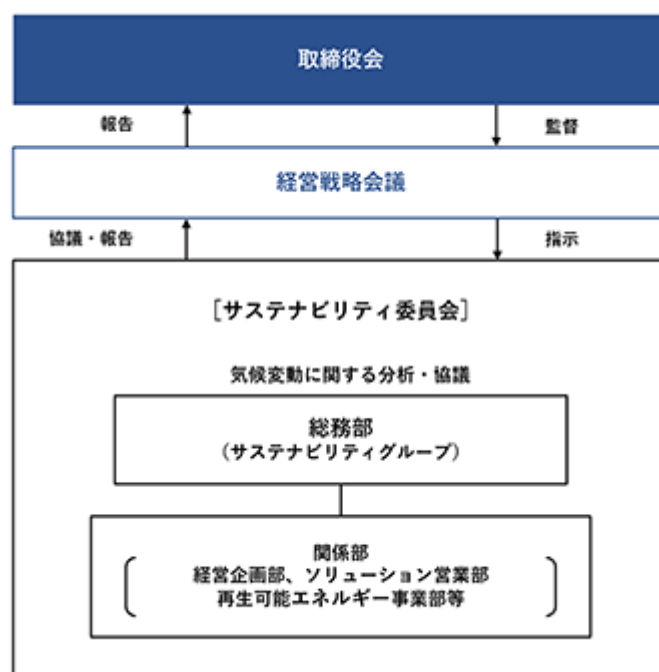 取締役会
報告
監督
経営戦略会議
協議・報告
指示
［サステナビリティ委員会］
気候変動に関する分析・協議
総務部
（サステナビリティグループ）
関係部
経営企画部、ソリューション営業部
再生可能エネルギー事業部等